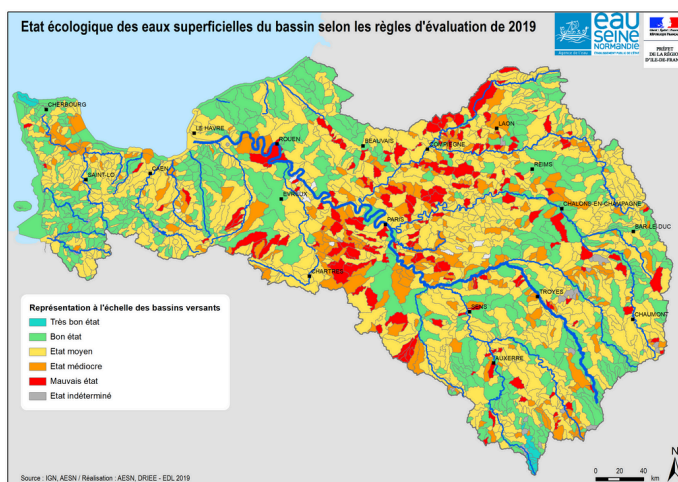 Etat écologique des eaux superficielles du bassin selon les règles d'évaluation de 2019
eau
SEINE
NORMANDIE
PRÉFET
DE LA RÉGION
D'ILE-DE-FRANCE
CHERBOURG
LE HAVRE
ROUEN
BEAUVAIS
COMPIEGNE
LAON
SAINT-LO
CAEN
EVREUX
REIMS
CHALONS-EN-CHAMPAGNE
PARIS
BAR-LE-DUC
CHARTRES
TROYES
SENS
CHAUMONT
AUXERRE
Représentation à l'échelle des bassins versants
Très bon état
Bon état
Etat moyen
Etat médiocre
Mauvais état
Etat indéterminé
N
0 20 40
km
Source : IGN, AESN / Réalisation : AESN, DRIEE - EDL 2019